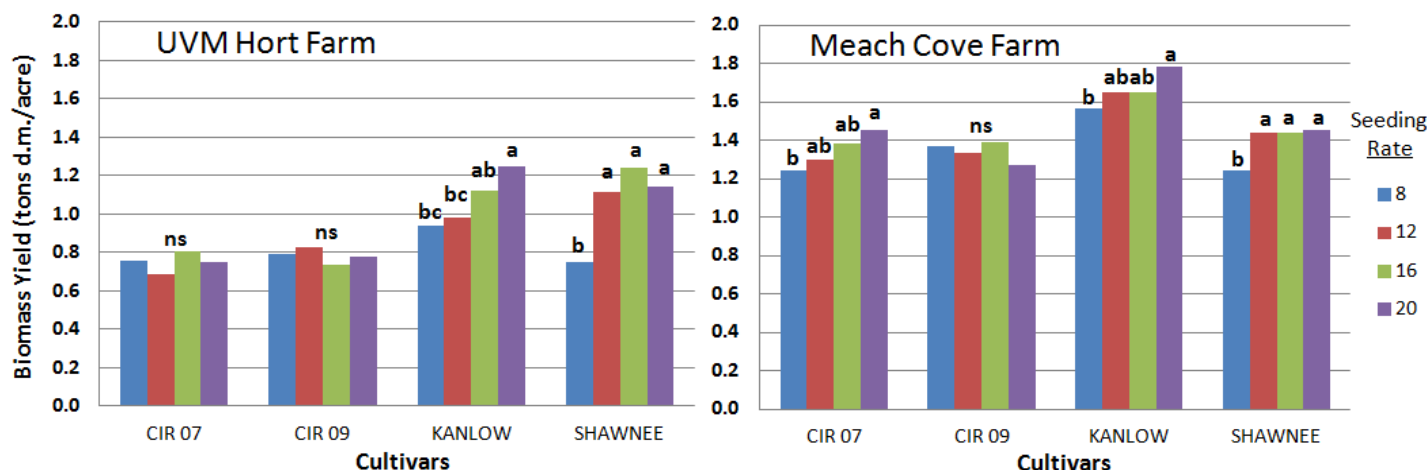 UVM Hort Farm
Biomass Yield (tons d.m./acre)
2.0
1.8
1.6
1.4
1.2
1.0
0.8
0.6
0.4
0.2
0.0
ns
ns
bc
bc
ab
a
b
a
a
a
CIR 07
CIR 09
KANLOW
SHAWNEE
Cultivars
Meach Cove Farm
2.0
1.8
1.6
1.4
1.2
1.0
0.8
0.6
0.4
0.2
0.0
b
ab
ab
a
ns
b
ab
ab
a
b
a
a
a
CIR 07
CIR 09
KANLOW
SHAWNEE
Cultivars
Seeding
Rate
8
12
16
20